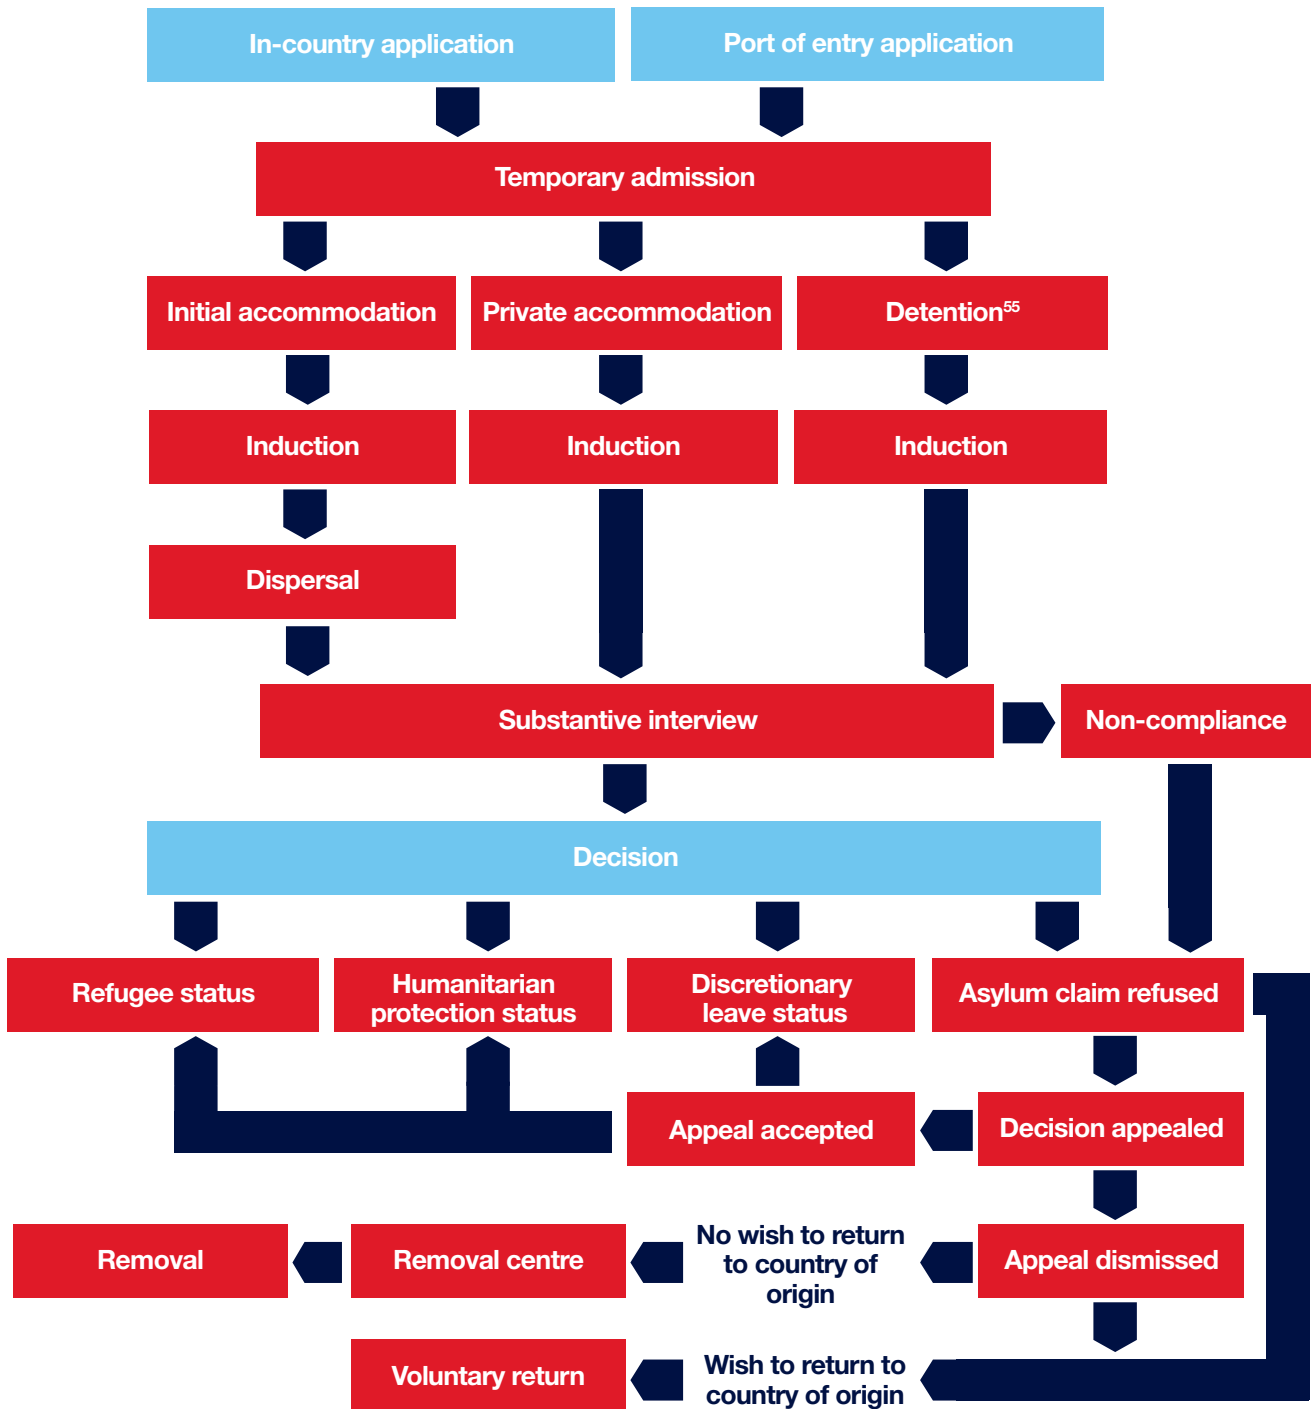 In-country application
Port of entry application
Temporary admission
Initial accommodation
Private accommodation
Detention55
Induction
Induction
Induction
Dispersal
Substantive interview
Non-compliance
Decision
Refugee status
Humanitarian
protection status
Discretionary
leave status
Asylum claim refused
Appeal accepted
Decision appealed
Removal
Removal centre
No wish to return
to country of
origin
Appeal dismissed
Voluntary return
Wish to return to
country of origin